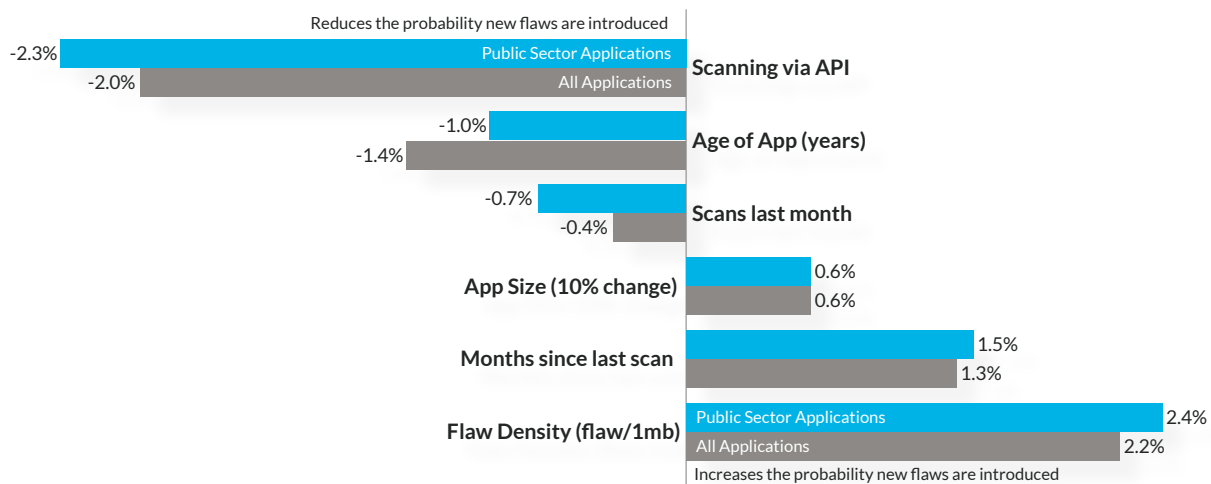 Reduces the probability new flaws are introduced
-2.3%
Public Sector Applications
-2.0%
All Applications
Scanning via API
-1.0%
-1.4%
Age of App (years)
-0.7%
-0.4%
Scans last month
App Size (10% change)
0.6%
0.6%
Months since last scan
1.5%
1.3%
Flaw Density (flaw/1mb)
Public Sector Applications
2.4%
All Applications
2.2%
Increases the probability new flaws are introduced